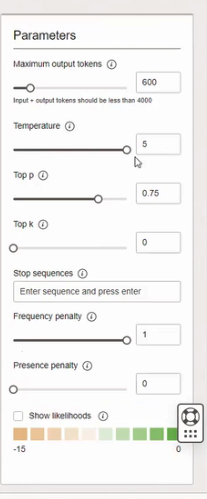 Parameters
Maximum output tokens
600
Input + output tokens should be less than 4000
Temperature
5
Top p
0.75
Top k
0
Stop sequences
Enter sequence and press enter
Frequency penalty
1
Presence penalty
0
Show likelihoods
-15 0